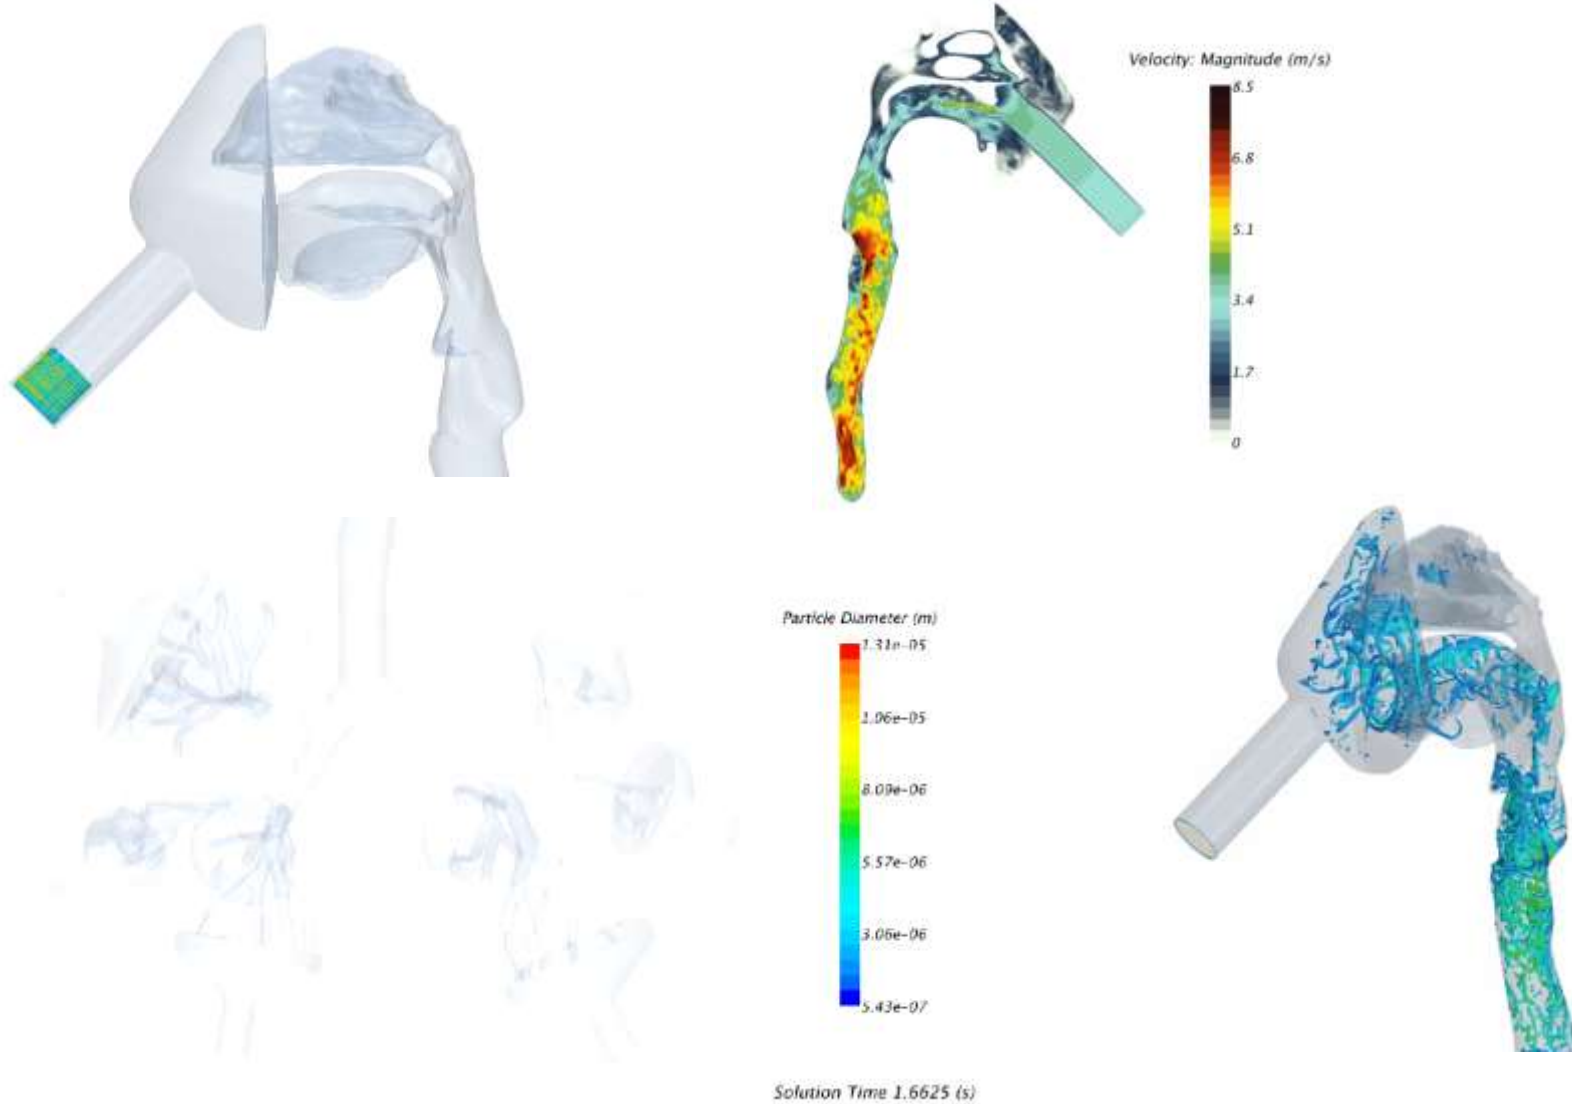 Velocity: Magnitude (m/s)
8.5
6.8
5.1
3.4
1.7
0
Particle Diameter (m)
1.31e-05
1.06e-05
8.09e-06
5.57e-06
3.06e-06
5.43e-07
Solution Time 1.6625 (s)